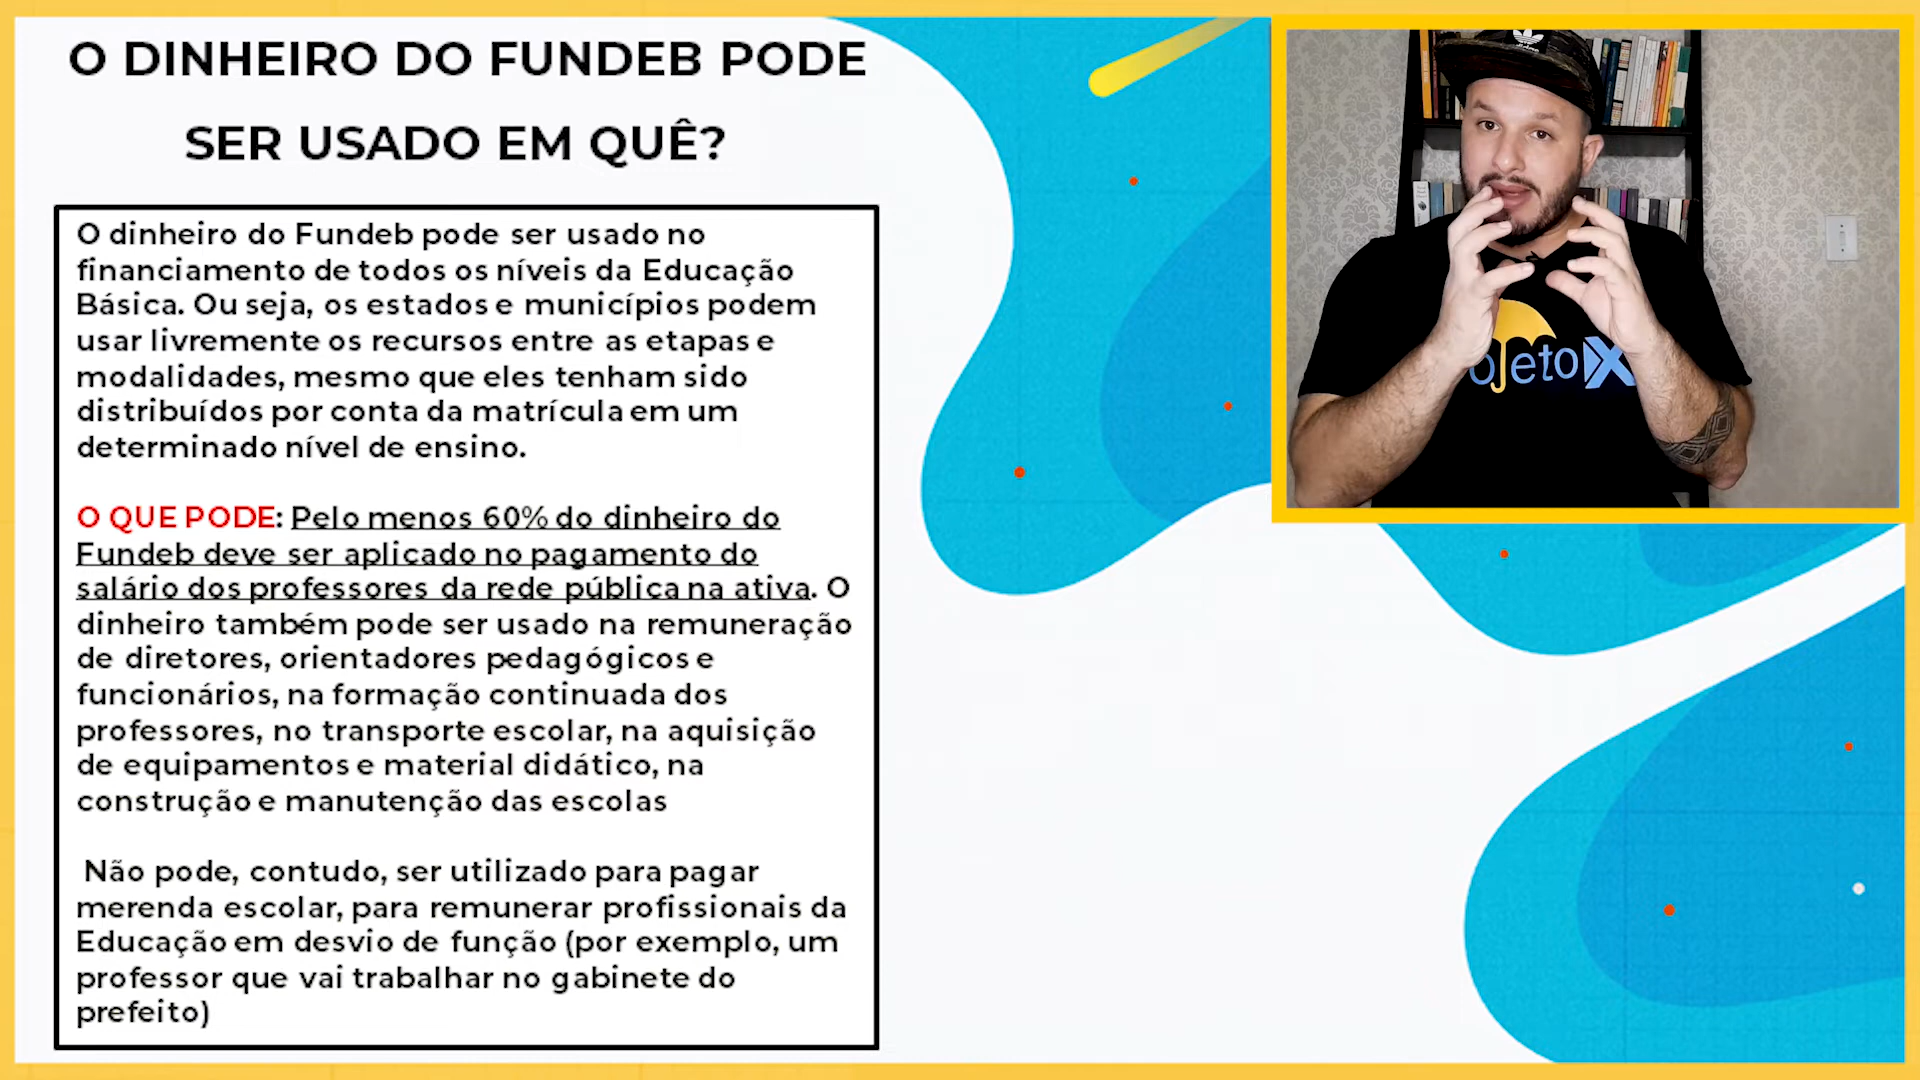 O DINHEIRO DO FUNDEB PODE
SER USADO EM QUÊ?
O dinheiro do Fundeb pode ser usado no
financiamento de todos os níveis da Educação
Básica. Ou seja, os estados e municípios podem
usar livremente os recursos entre as etapas e
modalidades, mesmo que eles tenham sido
distribuídos por conta da matrícula em um
determinado nível de ensino.
O QUE PODE: Pelo menos 60% do dinheiro do
Fundeb deve ser aplicado no pagamento do
salário dos professores da rede pública na ativa. O
dinheiro também pode ser usado na remuneração
de diretores, orientadores pedagógicos e
funcionários, na formação continuada dos
professores, no transporte escolar, na aquisição
de equipamentos e material didático, na
construção e manutenção das escolas
Não pode, contudo, ser utilizado para pagar
merenda escolar, para remunerar profissionais da
Educação em desvio de função (por exemplo, um
professor que vai trabalhar no gabinete do
prefeito)
ojeto X